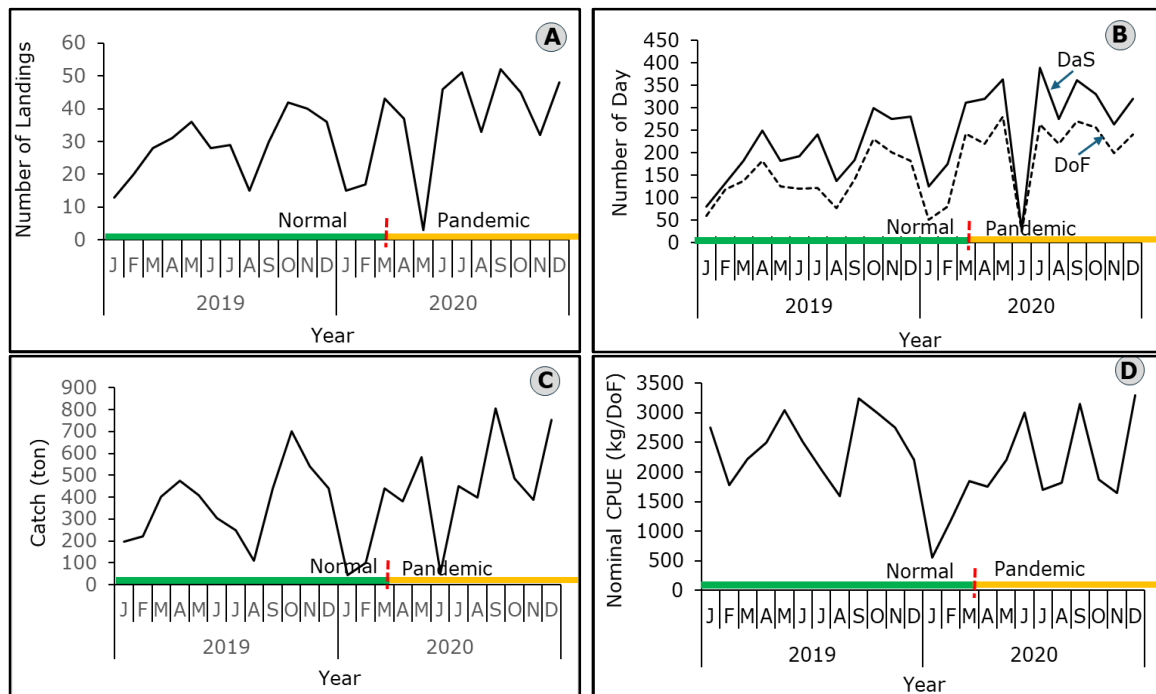 A
Number of Landings
60
50
40
30
20
10
0
Normal
Pandemic
J F M A M J J A S O N D J F M A M J J A S O N D
2019 2020
Year
B
Number of Day
450
400
350
300
250
200
150
100
50
0
DaS
DoF
Normal
Pandemic
J F M A M J J A S O N D J F M A M J J A S O N D
2019 2020
Year
C
Catch (ton)
900
800
700
600
500
400
300
200
100
0
Normal
Pandemic
J F M A M J J A S O N D J F M A M J J A S O N D
2019 2020
Year
D
Nominal CPUE (kg/DoF)
3500
3000
2500
2000
1500
1000
500
0
Normal
Pandemic
J F M A M J J A S O N D J F M A M J J A S O N D
2019 2020
Year